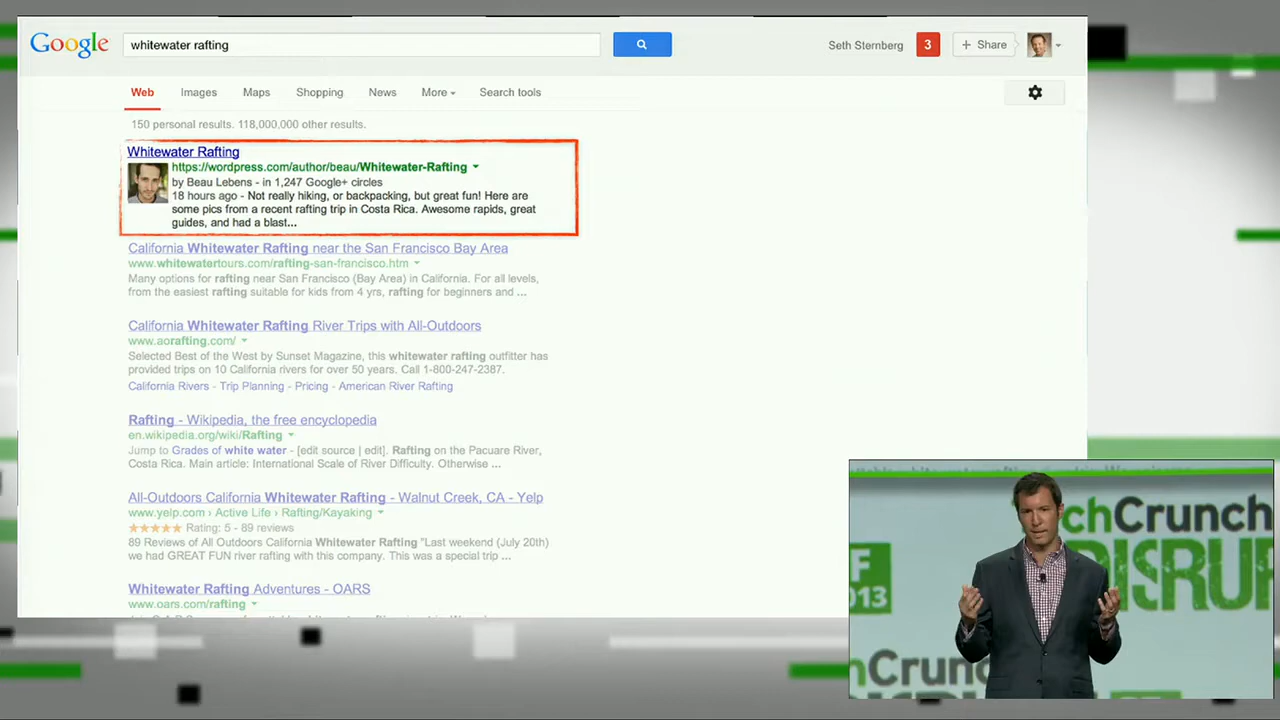 Google
whitewater rafting
Seth Sternberg
3
+ Share
Web
Images
Maps
Shopping
News
More
Search tools
150 personal results. 118,000,000 other results.
Whitewater Rafting
https://wordpress.com/author/beau/Whitewater-Rafting
by Beau Lebens - in 1,247 Google+ circles
18 hours ago - Not really hiking, or backpacking, but great fun! Here are
some pics from a recent rafting trip in Costa Rica. Awesome rapids, great
guides, and had a blast...
California Whitewater Rafting near the San Francisco Bay Area
www.whitewatertours.com/rafting-san-francisco.htm
Many options for rafting near San Francisco (Bay Area) in California. For all levels,
from the easiest rafting suitable for kids from 4 yrs, rafting for beginners and ...
California Whitewater Rafting River Trips with All-Outdoors
www.aorafting.com/
Selected Best of the West by Sunset Magazine, this whitewater rafting outfitter has
provided trips on 10 California rivers for over 50 years. Call 1-800-247-2387.
California Rivers - Trip Planning - Pricing - American River Rafting
Rafting - Wikipedia, the free encyclopedia
en.wikipedia.org/wiki/Rafting
Jump to Grades of white water - [edit source | edit]. Rafting on the Pacuare River,
Costa Rica. Main article: International Scale of River Difficulty. Otherwise ...
All-Outdoors California Whitewater Rafting - Walnut Creek, CA - Yelp
www.yelp.com › Active Life › Rafting/Kayaking
Rating: 5 - 89 reviews
89 Reviews of All Outdoors California Whitewater Rafting "Last weekend (July 20th)
we had GREAT FUN river rafting with this company. This was a special trip ...
Whitewater Rafting Adventures - OARS
www.oars.com/rafting
chCrunch
DISRUP
F
013
chCrunch